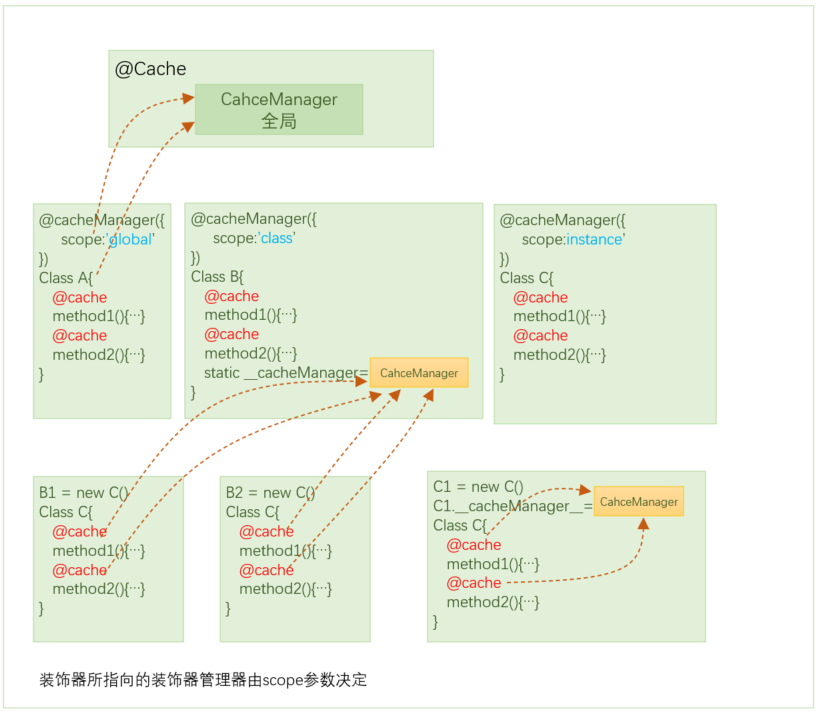 @Cache
CahceManager
全局
@cacheManager({
scope:'global'
})
Class A{
@cache
method1(){···}
@cache
method2(){···}
}
@cacheManager({
scope:'class'
})
Class B{
@cache
method1(){···}
@cache
method2(){···}
static __cacheManager=
CahceManager
}
@cacheManager({
scope:instance'
})
Class C{
@cache
method1(){···}
@cache
method2(){···}
}
B1 = new C()
Class C{
@cache
method1(){···}
@cache
method2(){···}
}
B2 = new C()
Class C{
@cache
method1(){···}
@cache
method2(){···}
}
C1 = new C()
C1.__cacheManager__=
CahceManager
Class C{
@cache
method1(){···}
@cache
method2(){···}
}
装饰器所指向的装饰器管理器由scope参数决定